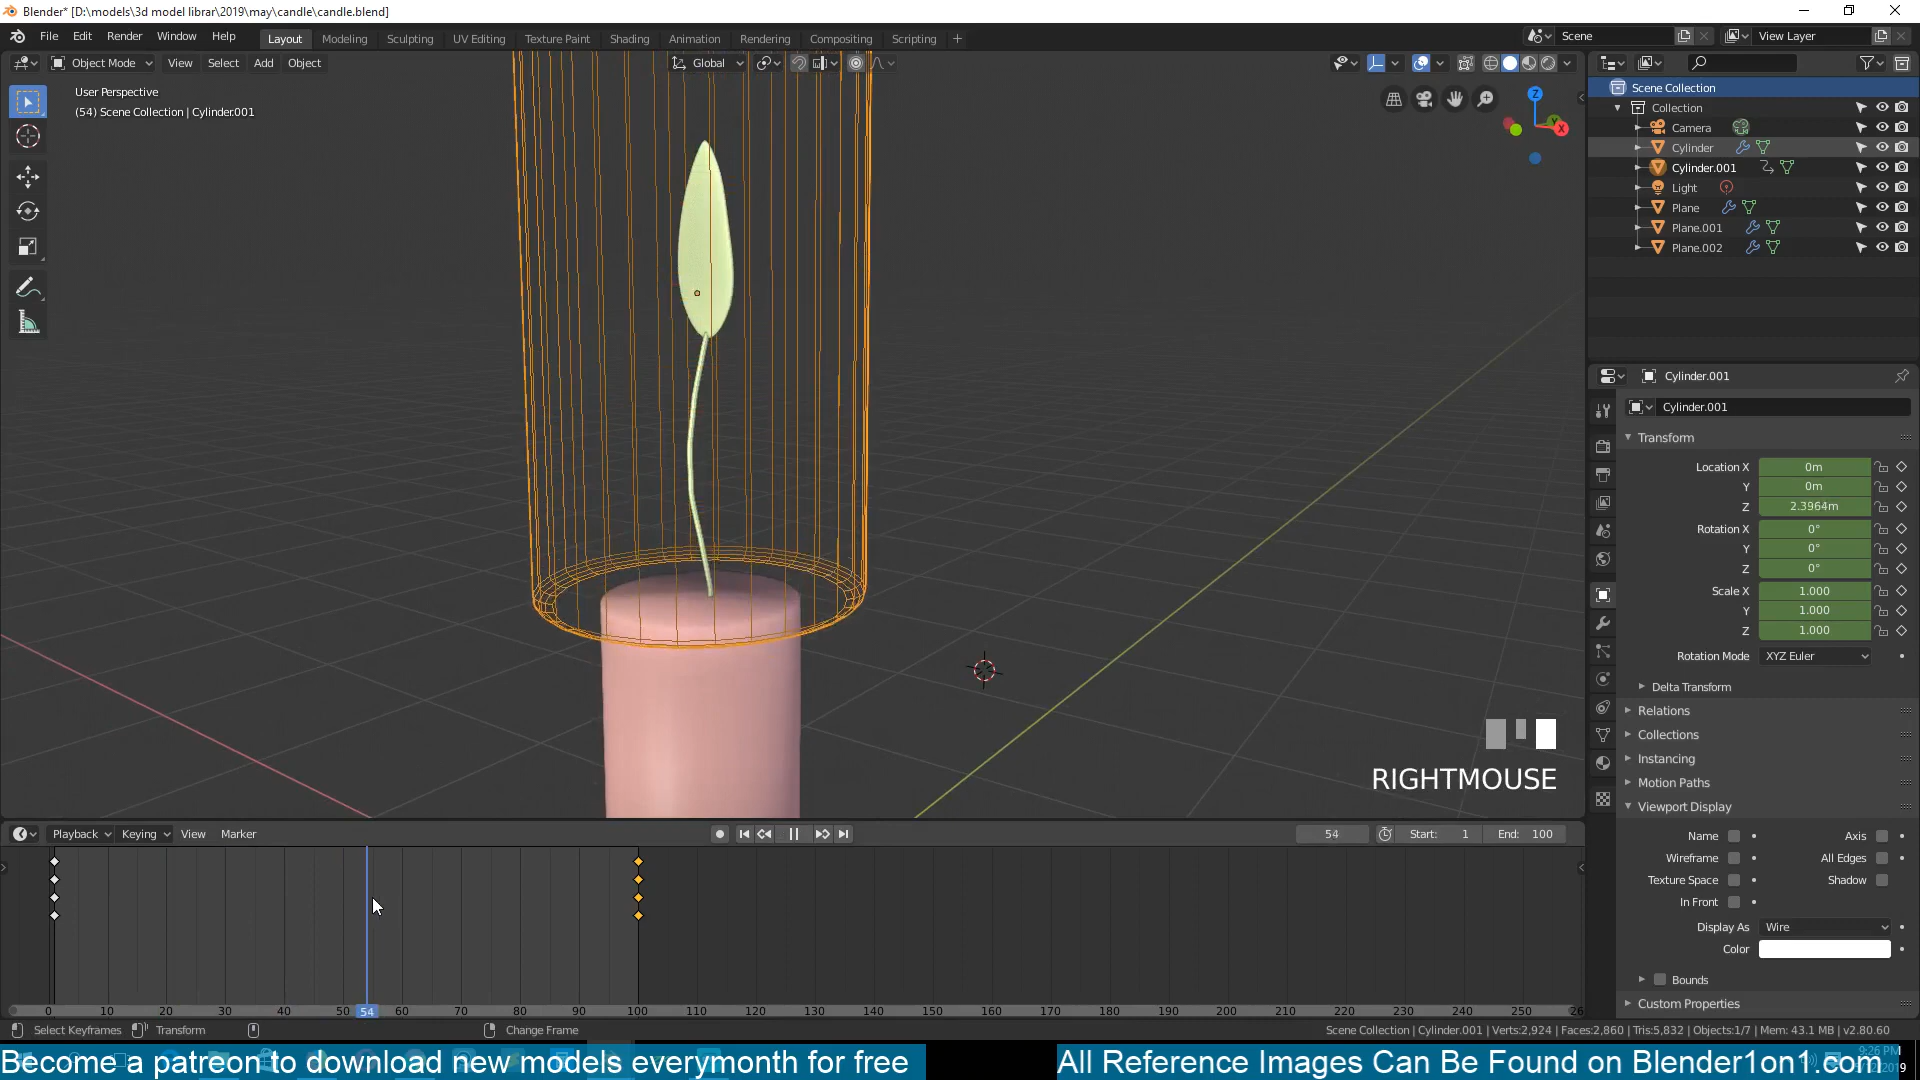 Blender* [D:\models\3d model librar\2019\may\candle\candle.blend]
File Edit Render Window Help Layout Modeling Sculpting UV Editing Texture Paint Shading Animation Rendering Compositing Scripting + Scene View Layer
Object Mode View Select Add Object Global
User Perspective
(54) Scene Collection | Cylinder.001
Scene Collection
Collection
Camera
Cylinder
Cylinder.001
Light
Plane
Plane.001
Plane.002
Z
Y
X
Cylinder.001
Cylinder.001
Transform
Location X 0m
Y 0m
Z 2.3964m
Rotation X 0°
Y 0°
Z 0°
Scale X 1.000
Y 1.000
Z 1.000
Rotation Mode XYZ Euler
Delta Transform
Relations
Collections
Instancing
Motion Paths
Viewport Display
Name Axis
Wireframe All Edges
Texture Space Shadow
In Front
Display As Wire
Color
Bounds
Custom Properties
RIGHTMOUSE
Playback Keying View Marker 54 Start: 1 End: 100
0 10 20 30 40 50 54 60 70 80 90 100 110 120 130 140 150 160 170 180 190 200 210 220 230 240 250 26
Select Keyframes Transform Change Frame Scene Collection | Cylinder.001 | Verts:2,924 | Faces:2,860 | Tris:5,832 | Objects:1/7 | Mem: 43.1 MB | v2.80.60
Become a patron to download new models everymonth for free All Reference Images Can Be Found on Blender1on1.com
9:26 PM